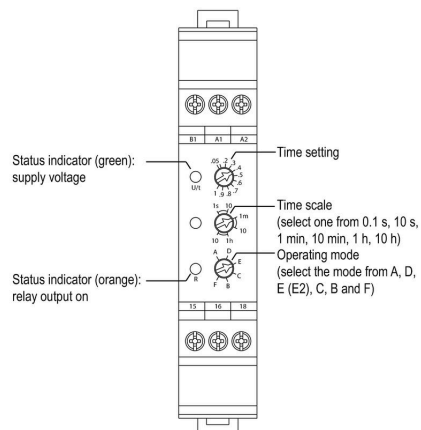 B1 A1 A2
Status indicator (green):
supply voltage
U/t
.05 .2 .3
.4
.5
.6
.7
1 .9 .8
Time setting
1s 10
1m
10
10 1h
Time scale
(select one from 0.1 s, 10 s,
1 min, 10 min, 1 h, 10 h)
Operating mode
(select the mode from A, D,
E (E2), C, B and F)
Status indicator (orange):
relay output on
R
A D
E
C
F B
15 16 18